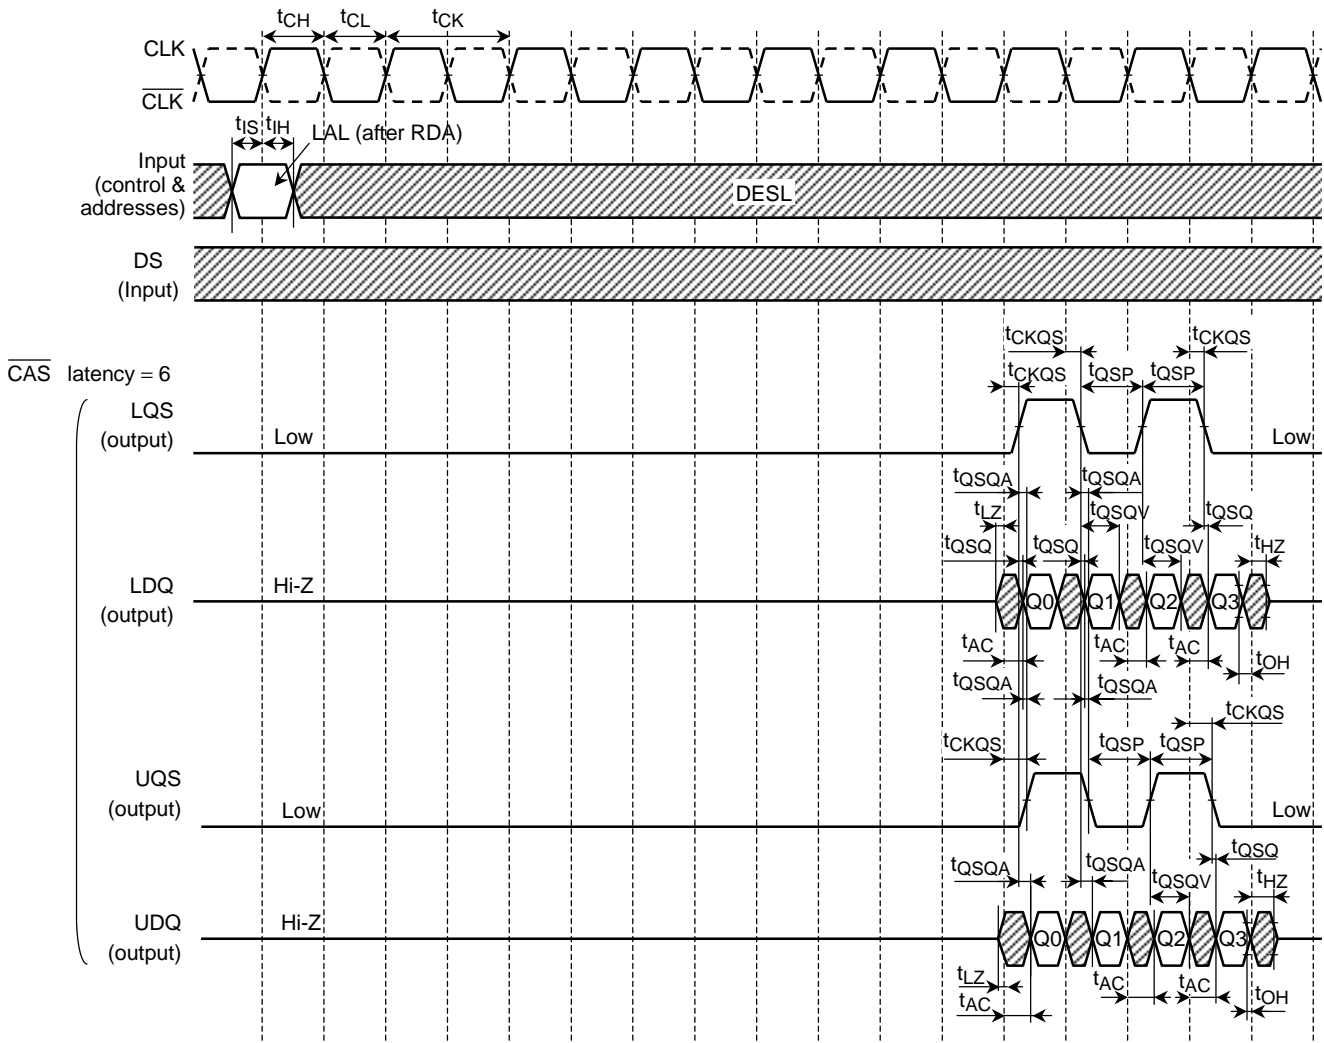 tCH tCL tCK
CLK
CLK
tIS tIH LAL (after RDA)
Input
(control &
addresses)
DESL
DS
(Input)
tCKQS tCKQS
CAS latency = 6
tCKQS tQSP tQSP
LQS
(output)
Low Low
tQSQA tQSQA
tLZ tQSQV tQSQ
tQSQ tQSQ tQSQV tHZ
LDQ
(output)
Hi-Z
Q0 Q1 Q2 Q3
tAC tAC tAC tOH
tQSQA tQSQA
tCKQS
tCKQS tQSP tQSP
UQS
(output)
Low Low
tQSQ
tQSQA tQSQA tQSQV tHZ
UDQ
(output)
Hi-Z
Q0 Q1 Q2 Q3
tLZ tAC tAC
tAC tOH